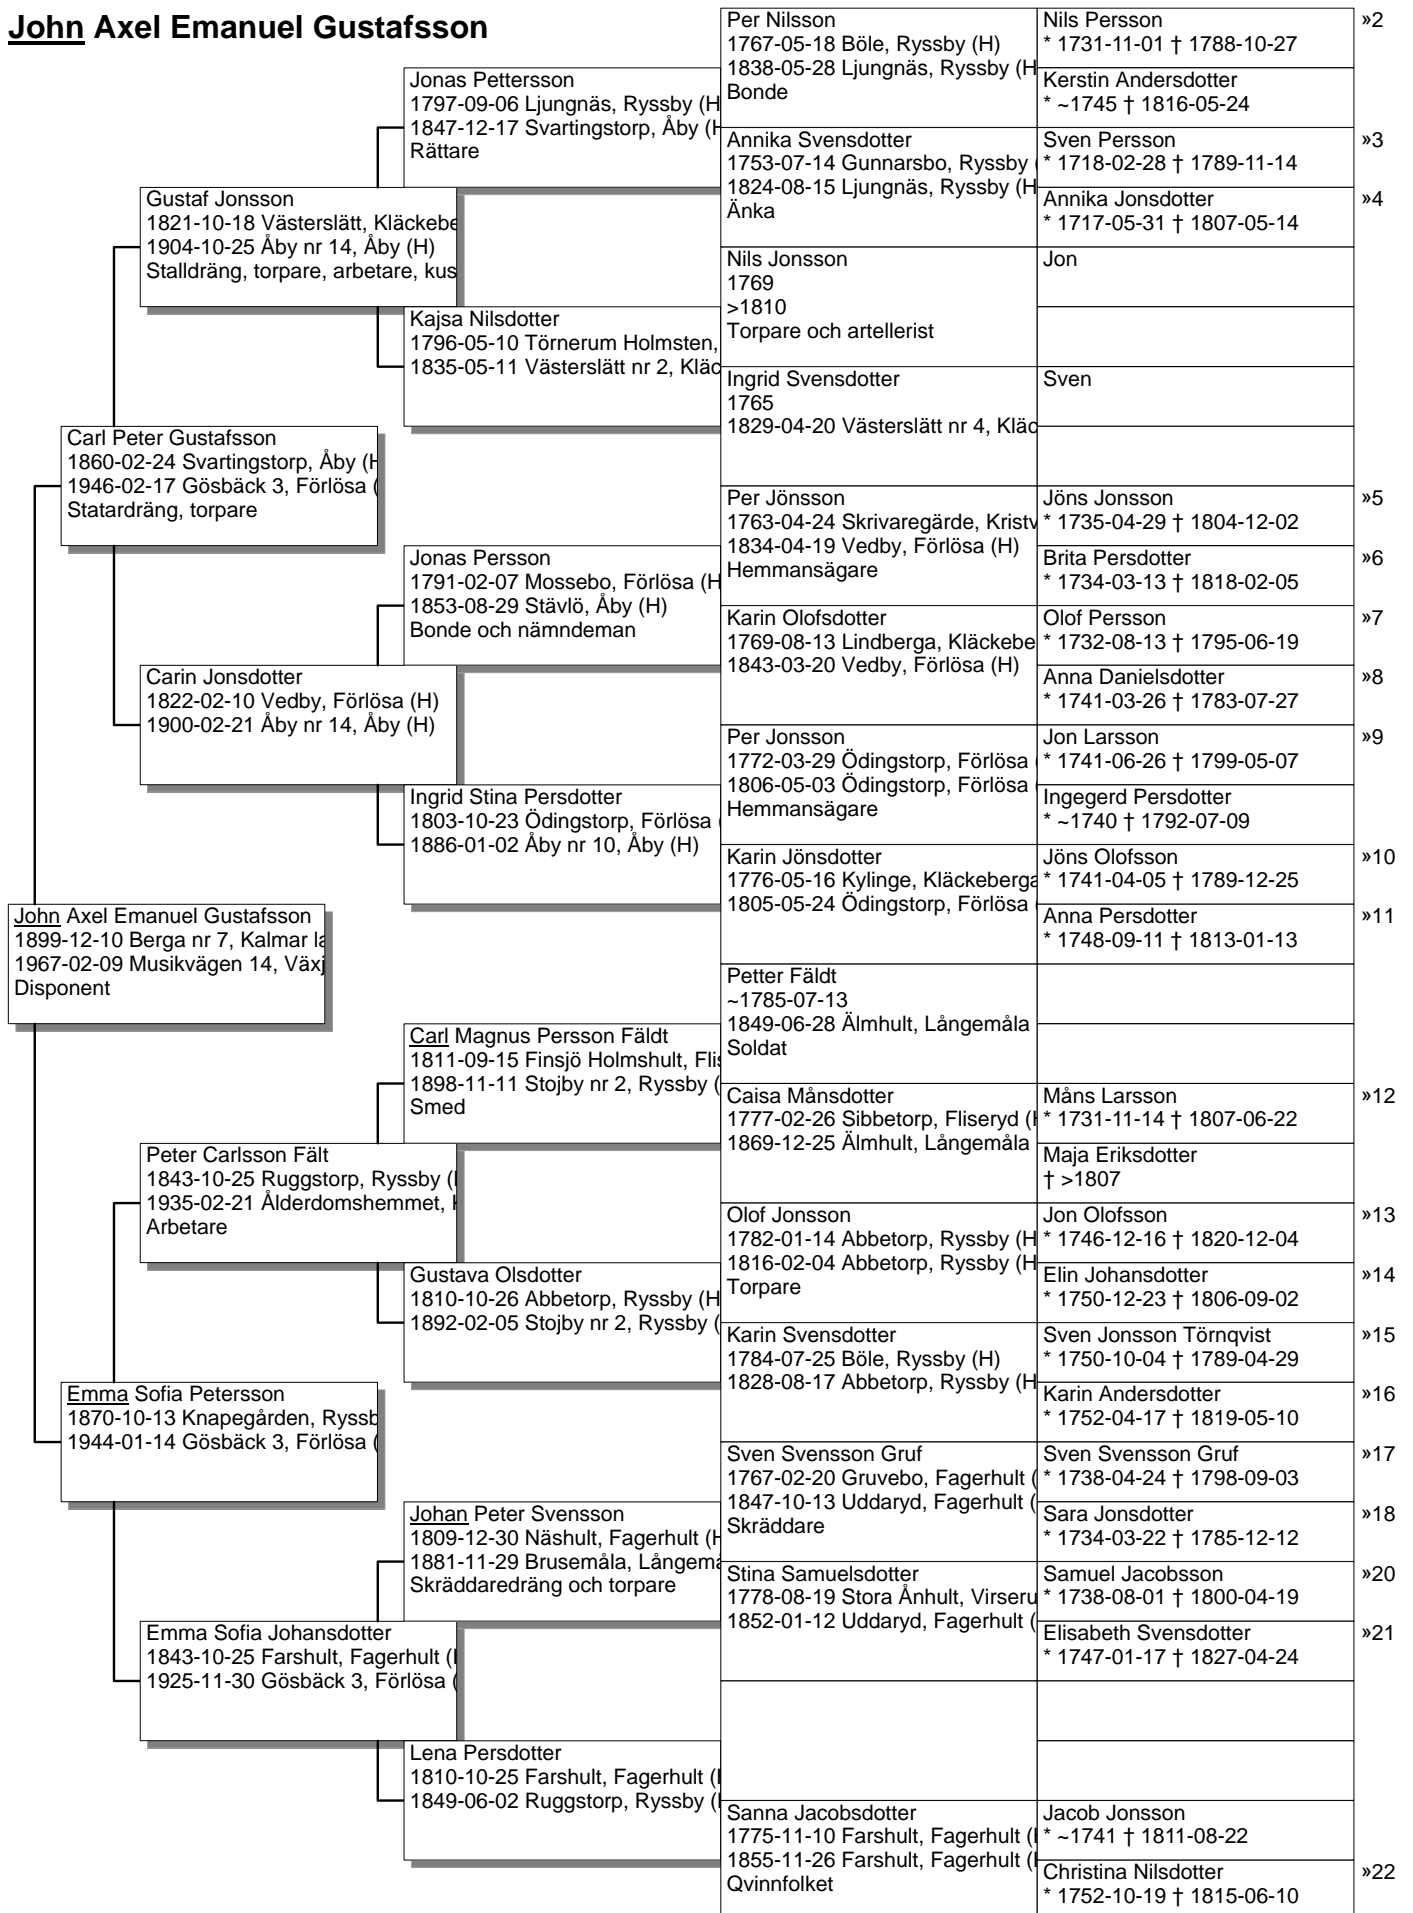 John Axel Emanuel Gustafsson
John Axel Emanuel Gustafsson
1899-12-10 Berga nr 7, Kalmar la
1967-02-09 Musikvägen 14, Växj
Disponent
Carl Peter Gustafsson
1860-02-24 Svartingstorp, Åby (H
1946-02-17 Gösbäck 3, Förlösa (
Statardräng, torpare
Emma Sofia Petersson
1870-10-13 Knapegården, Ryssb
1944-01-14 Gösbäck 3, Förlösa (
Gustaf Jonsson
1821-10-18 Västerslätt, Kläckebe
1904-10-25 Åby nr 14, Åby (H)
Stalldräng, torpare, arbetare, kus
Carin Jonsdotter
1822-02-10 Vedby, Förlösa (H)
1900-02-21 Åby nr 14, Åby (H)
Peter Carlsson Fält
1843-10-25 Ruggstorp, Ryssby (
1935-02-21 Ålderdomshemmet,
Arbetare
Emma Sofia Johansdotter
1843-10-25 Farshult, Fagerhult (
1925-11-30 Gösbäck 3, Förlösa (
Jonas Pettersson
1797-09-06 Ljungnäs, Ryssby (H
1847-12-17 Svartingstorp, Åby (H
Rättare
Kajsa Nilsdotter
1796-05-10 Törnerum Holmsten,
1835-05-11 Västerslätt nr 2, Kläc
Jonas Persson
1791-02-07 Mossebo, Förlösa (H
1853-08-29 Stävlö, Åby (H)
Bonde och nämndeman
Ingrid Stina Persdotter
1803-10-23 Ödingstorp, Förlösa (
1886-01-02 Åby nr 10, Åby (H)
Carl Magnus Persson Fäldt
1811-09-15 Finsjö Holmshult, Flis
1898-11-11 Stojby nr 2, Ryssby (
Smed
Gustava Olsdotter
1810-10-26 Abbetorp, Ryssby (H
1892-02-05 Stojby nr 2, Ryssby (
Johan Peter Svensson
1809-12-30 Näshult, Fagerhult (H
1881-11-29 Brusemåla, Långemå
Skräddaredräng och torpare
Lena Persdotter
1810-10-25 Farshult, Fagerhult (
1849-06-02 Ruggstorp, Ryssby (
Per Nilsson
1767-05-18 Böle, Ryssby (H)
1838-05-28 Ljungnäs, Ryssby (H
Bonde
Annika Svensdotter
1753-07-14 Gunnarsbo, Ryssby (
1824-08-15 Ljungnäs, Ryssby (H
Änka
Nils Jonsson
1769
>1810
Torpare och artellerist
Ingrid Svensdotter
1765
1829-04-20 Västerslätt nr 4, Kläc
Per Jönsson
1763-04-24 Skrivaregärde, Kristv
1834-04-19 Vedby, Förlösa (H)
Hemmansägare
Karin Olofsdotter
1769-08-13 Lindberga, Kläckebe
1843-03-20 Vedby, Förlösa (H)
Per Jonsson
1772-03-29 Ödingstorp, Förlösa (
1806-05-03 Ödingstorp, Förlösa (
Hemmansägare
Karin Jönsdotter
1776-05-16 Kylinge, Kläckeberga
1805-05-24 Ödingstorp, Förlösa (
Petter Fäldt
~1785-07-13
1849-06-28 Älmhult, Långemåla
Soldat
Caisa Månsdotter
1777-02-26 Sibbetorp, Fliseryd (H
1869-12-25 Älmhult, Långemåla
Olof Jonsson
1782-01-14 Abbetorp, Ryssby (H
1816-02-04 Abbetorp, Ryssby (H
Torpare
Karin Svensdotter
1784-07-25 Böle, Ryssby (H)
1828-08-17 Abbetorp, Ryssby (H
Sven Svensson Gruf
1767-02-20 Gruvebo, Fagerhult (
1847-10-13 Uddaryd, Fagerhult (
Skräddare
Stina Samuelsdotter
1778-08-19 Stora Ånhult, Virseru
1852-01-12 Uddaryd, Fagerhult (
Sanna Jacobsdotter
1775-11-10 Farshult, Fagerhult (
1855-11-26 Farshult, Fagerhult (
Qvinnfolket
Nils Persson
* 1731-11-01 † 1788-10-27
»2
Kerstin Andersdotter
* ~1745 † 1816-05-24
Sven Persson
* 1718-02-28 † 1789-11-14
»3
Annika Jonsdotter
* 1717-05-31 † 1807-05-14
»4
Jon
Sven
Jöns Jonsson
* 1735-04-29 † 1804-12-02
»5
Brita Persdotter
* 1734-03-13 † 1818-02-05
»6
Olof Persson
* 1732-08-13 † 1795-06-19
»7
Anna Danielsdotter
* 1741-03-26 † 1783-07-27
»8
Jon Larsson
* 1741-06-26 † 1799-05-07
»9
Ingegerd Persdotter
* ~1740 † 1792-07-09
Jöns Olofsson
* 1741-04-05 † 1789-12-25
»10
Anna Persdotter
* 1748-09-11 † 1813-01-13
»11
Måns Larsson
* 1731-11-14 † 1807-06-22
»12
Maja Eriksdotter
† >1807
Jon Olofsson
* 1746-12-16 † 1820-12-04
»13
Elin Johansdotter
* 1750-12-23 † 1806-09-02
»14
Sven Jonsson Törnqvist
* 1750-10-04 † 1789-04-29
»15
Karin Andersdotter
* 1752-04-17 † 1819-05-10
»16
Sven Svensson Gruf
* 1738-04-24 † 1798-09-03
»17
Sara Jonsdotter
* 1734-03-22 † 1785-12-12
»18
Samuel Jacobsson
* 1738-08-01 † 1800-04-19
»20
Elisabeth Svensdotter
* 1747-01-17 † 1827-04-24
»21
Jacob Jonsson
* ~1741 † 1811-08-22
Christina Nilsdotter
* 1752-10-19 † 1815-06-10
»22